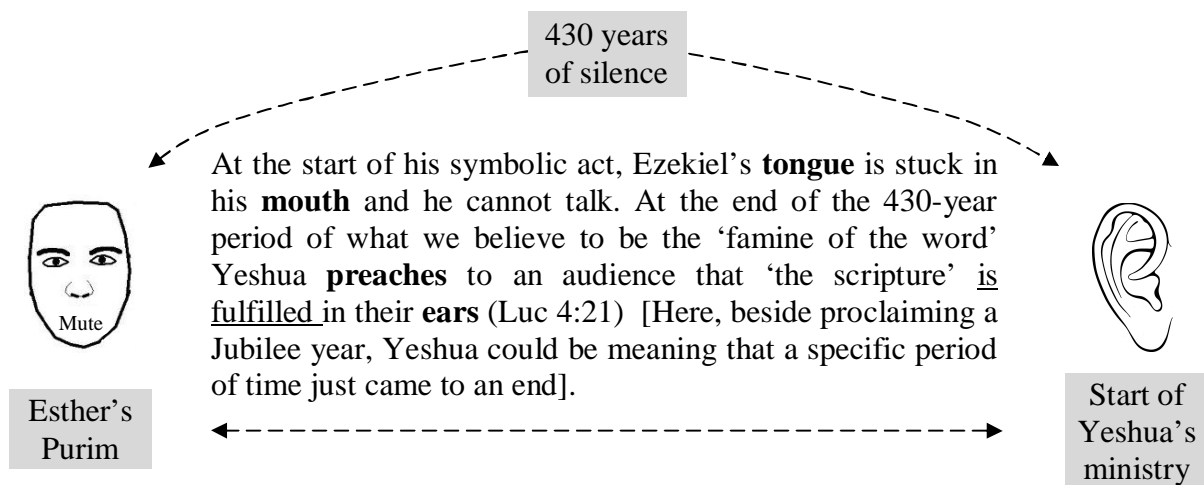 430 years
of silence
At the start of his symbolic act, Ezekiel’s tongue is stuck in
his mouth and he cannot talk. At the end of the 430-year
period of what we believe to be the ‘famine of the word’
Yeshua preaches to an audience that ‘the scripture’ is
fulfilled in their ears (Luc 4:21)  [Here, beside proclaiming a
Jubilee year, Yeshua could be meaning that a specific period
of time just came to an end].
Mute
Esther’s
Purim
Start of
Yeshua’s
ministry